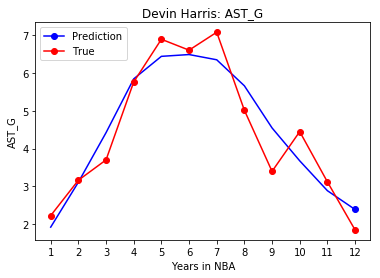 Devin Harris: AST_G
Prediction
True
7
6
5
4
3
2
AST_G
1 2 3 4 5 6 7 8 9 10 11 12
Years in NBA